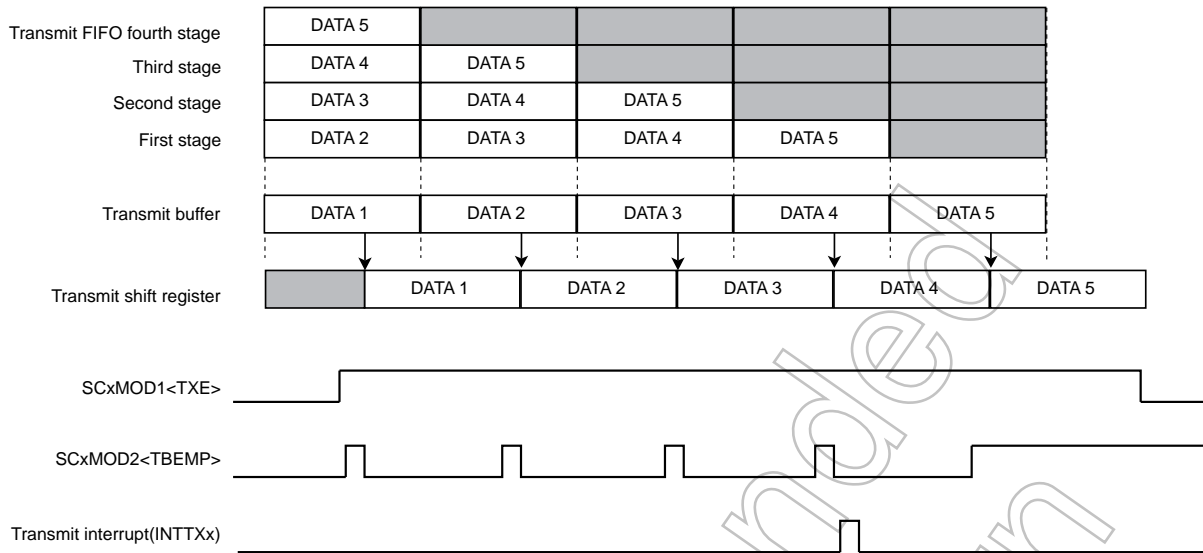 Transmit FIFO fourth stage DATA 5
Third stage DATA 4 DATA 5
Second stage DATA 3 DATA 4 DATA 5
First stage DATA 2 DATA 3 DATA 4 DATA 5
Transmit buffer DATA 1 DATA 2 DATA 3 DATA 4 DATA 5
Transmit shift register DATA 1 DATA 2 DATA 3 DATA 4 DATA 5
SCxMOD1<TXE>
SCxMOD2<TBEMP>
Transmit interrupt(INTTXx)